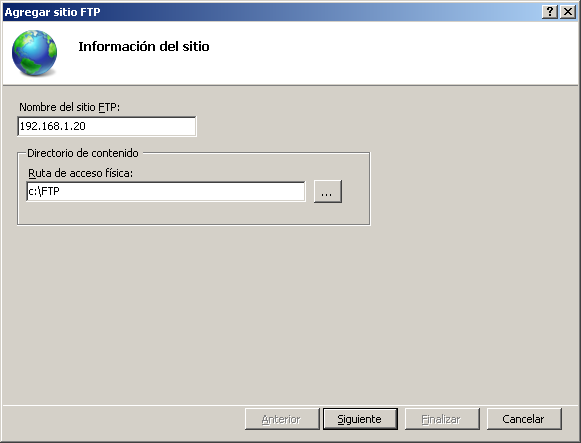 Agregar sitio FTP
Información del sitio
Nombre del sitio FTP:
192.168.1.20
Directorio de contenido
Ruta de acceso física:
c:\FTP
...
Anterior Siguiente Finalizar Cancelar